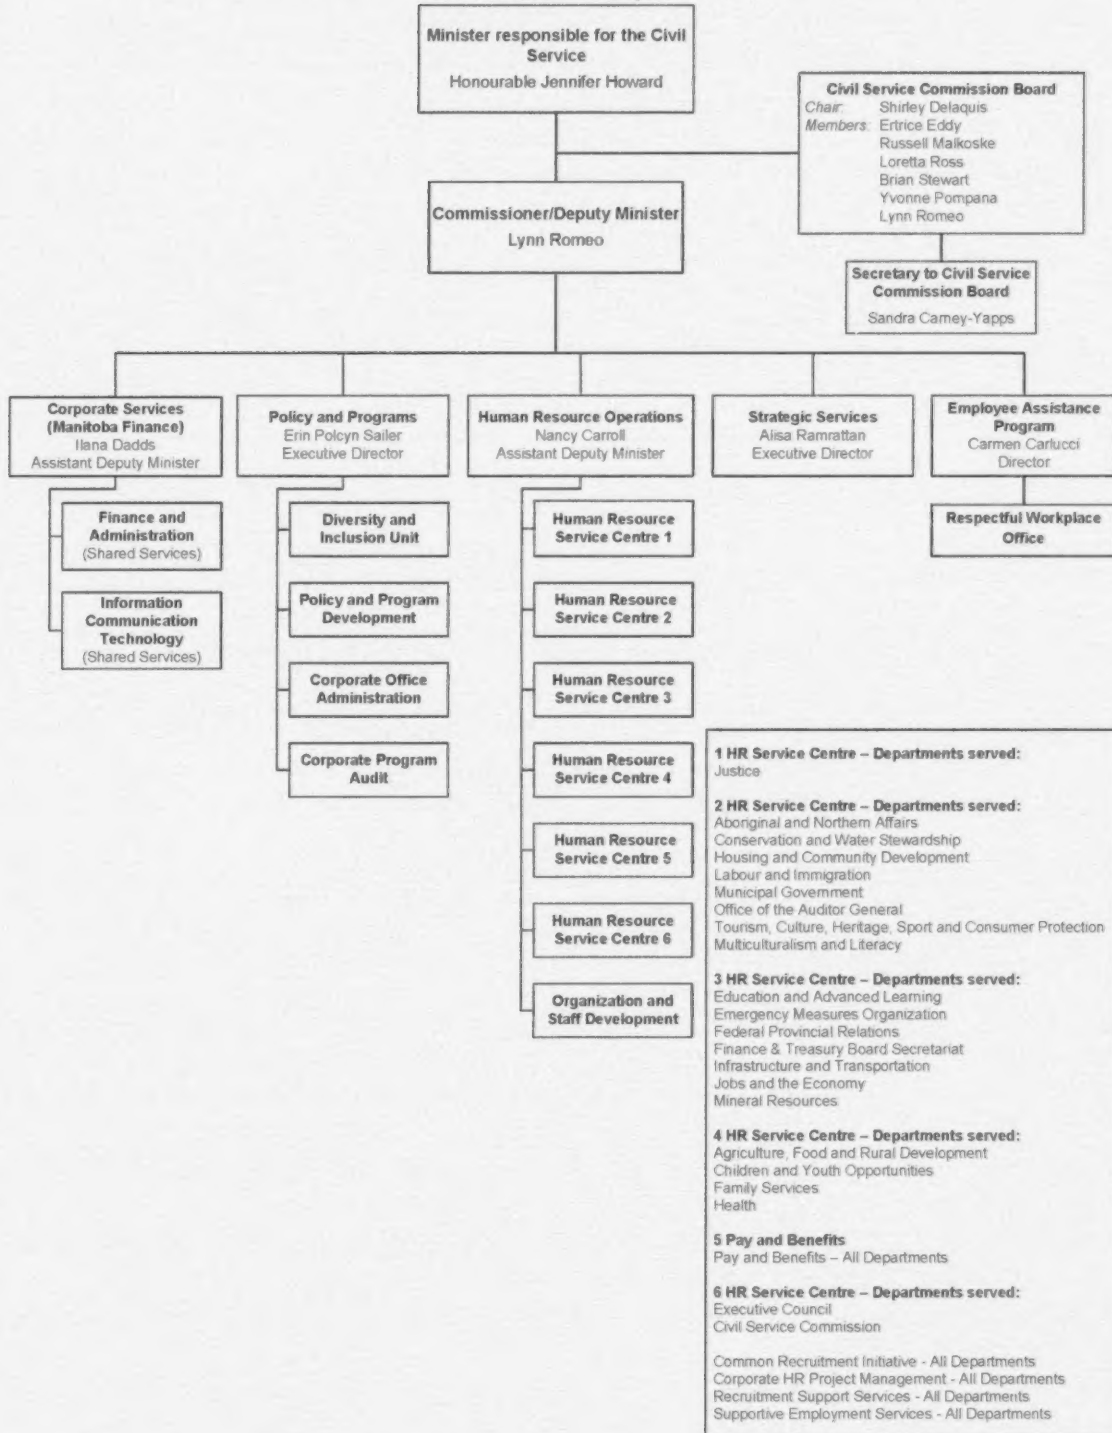 Minister responsible for the Civil
Service
Honourable Jennifer Howard
Civil Service Commission Board
Chair: Shirley Delaquis
Members: Ertrice Eddy
Russell Malkoske
Loretta Ross
Brian Stewart
Yvonne Pompana
Lynn Romeo
Commissioner/Deputy Minister
Lynn Romeo
Secretary to Civil Service
Commission Board
Sandra Carney-Yapps
Corporate Services
(Manitoba Finance)
Ilana Dadds
Assistant Deputy Minister
Policy and Programs
Erin Polcyn Sailer
Executive Director
Human Resource Operations
Nancy Carroll
Assistant Deputy Minister
Strategic Services
Alisa Ramrattan
Executive Director
Employee Assistance
Program
Carmen Carlucci
Director
Finance and
Administration
(Shared Services)
Information
Communication
Technology
(Shared Services)
Diversity and
Inclusion Unit
Policy and Program
Development
Corporate Office
Administration
Corporate Program
Audit
Human Resource
Service Centre 1
Human Resource
Service Centre 2
Human Resource
Service Centre 3
Human Resource
Service Centre 4
Human Resource
Service Centre 5
Human Resource
Service Centre 6
Organization and
Staff Development
Respectful Workplace
Office
1 HR Service Centre – Departments served:
Justice
2 HR Service Centre – Departments served:
Aboriginal and Northern Affairs
Conservation and Water Stewardship
Housing and Community Development
Labour and Immigration
Municipal Government
Office of the Auditor General
Tourism, Culture, Heritage, Sport and Consumer Protection
Multiculturalism and Literacy
3 HR Service Centre – Departments served:
Education and Advanced Learning
Emergency Measures Organization
Federal Provincial Relations
Finance & Treasury Board Secretariat
Infrastructure and Transportation
Jobs and the Economy
Mineral Resources
4 HR Service Centre – Departments served:
Agriculture, Food and Rural Development
Children and Youth Opportunities
Family Services
Health
5 Pay and Benefits
Pay and Benefits – All Departments
6 HR Service Centre – Departments served:
Executive Council
Civil Service Commission
Common Recruitment Initiative - All Departments
Corporate HR Project Management - All Departments
Recruitment Support Services - All Departments
Supportive Employment Services - All Departments